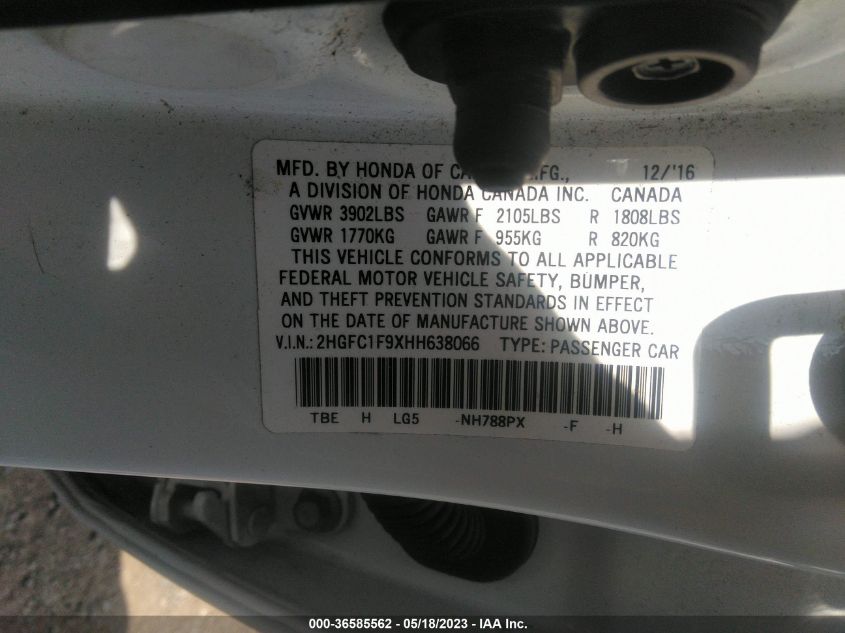 MFD. BY HONDA OF CA MFG., 12/'16
A DIVISION OF HONDA CANADA INC. CANADA
GVWR 3902LBS GAWR F 2105LBS R 1808LBS
GVWR 1770KG GAWR F 955KG R 820KG
THIS VEHICLE CONFORMS TO ALL APPLICABLE
FEDERAL MOTOR VEHICLE SAFETY, BUMPER,
AND THEFT PREVENTION STANDARDS IN EFFECT
ON THE DATE OF MANUFACTURE SHOWN ABOVE.
V.I.N.: 2HGFC1F9XHH638066 TYPE: PASSENGER CAR
TBE H LG5 -NH788PX -F -H
000-36585562 - 05/18/2023 - IAA Inc.